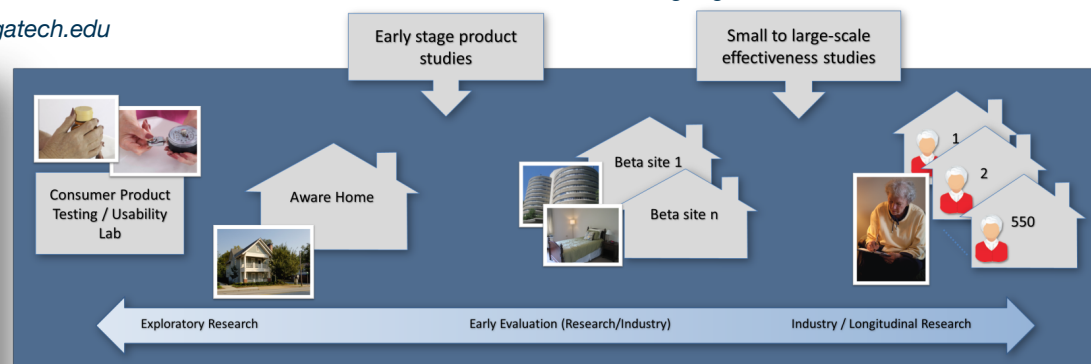 gatech.edu
Early stage product
studies
Small to large-scale
effectiveness studies
Consumer Product
Testing / Usability
Lab
Aware Home
Beta site 1
Beta site n
1
2
550
Exploratory Research
Early Evaluation (Research/Industry)
Industry / Longitudinal Research